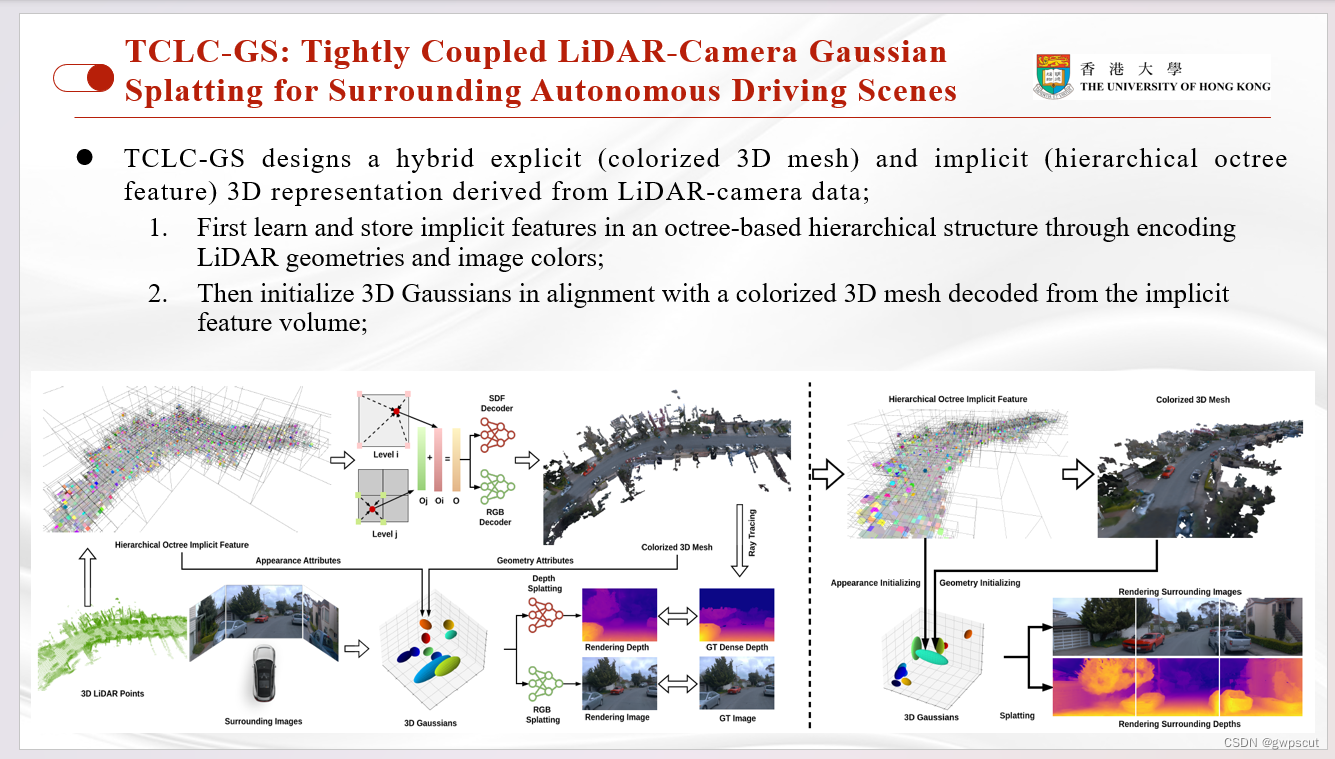 TCLC-GS: Tightly Coupled LiDAR-Camera Gaussian
Splatting for Surrounding Autonomous Driving Scenes
香港大學
THE UNIVERSITY OF HONG KONG
● TCLC-GS designs a hybrid explicit (colorized 3D mesh) and implicit (hierarchical octree
feature) 3D representation derived from LiDAR-camera data;
1. First learn and store implicit features in an octree-based hierarchical structure through encoding
LiDAR geometries and image colors;
2. Then initialize 3D Gaussians in alignment with a colorized 3D mesh decoded from the implicit
feature volume;
Level i
Level j
Oj + Oi = O
SDF
Decoder
RGB
Decoder
Hierarchical Octree Implicit Feature
Colorized 3D Mesh
Ray Tracing
Appearance Attributes
Geometry Attributes
3D LiDAR Points
Surrounding Images
3D Gaussians
Depth
Splatting
RGB
Splatting
Rendering Depth
GT Dense Depth
Rendering Image
GT Image
Hierarchical Octree Implicit Feature
Colorized 3D Mesh
Appearance Initializing
Geometry Initializing
3D Gaussians
Splatting
Rendering Surrounding Images
Rendering Surrounding Depths
CSDN @gwpscut